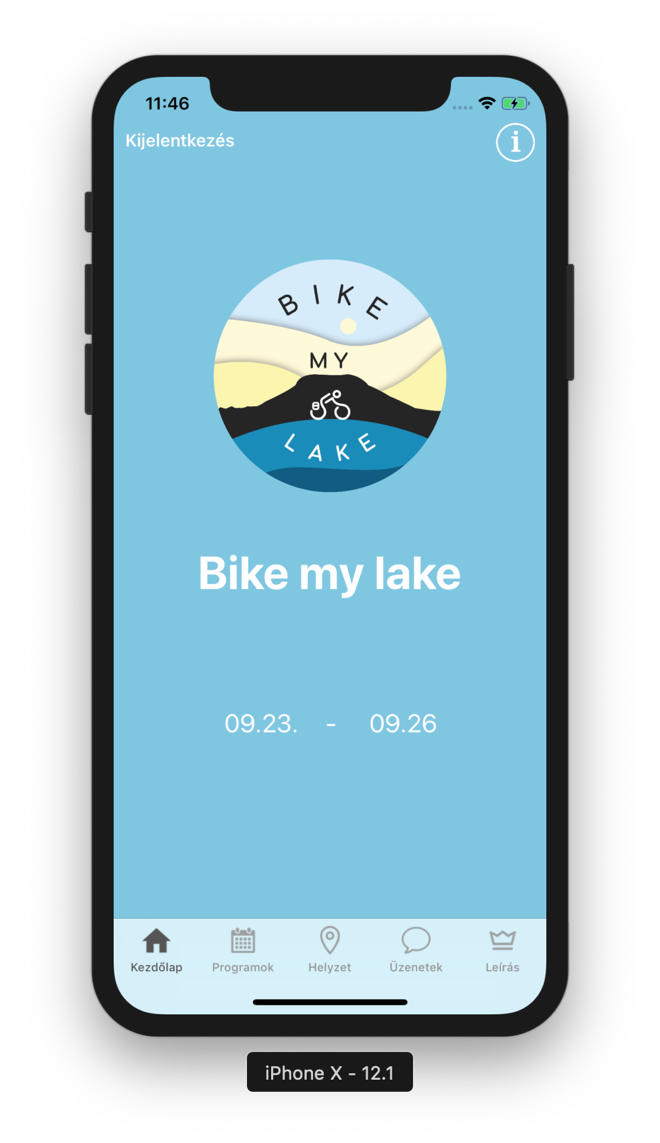 11:46
Kijelentkezés
i
BIKE
MY
LAKE
Bike my lake
09.23. - 09.26
Kezdőlap Programok Helyzet Üzenetek Leírás
iPhone X - 12.1